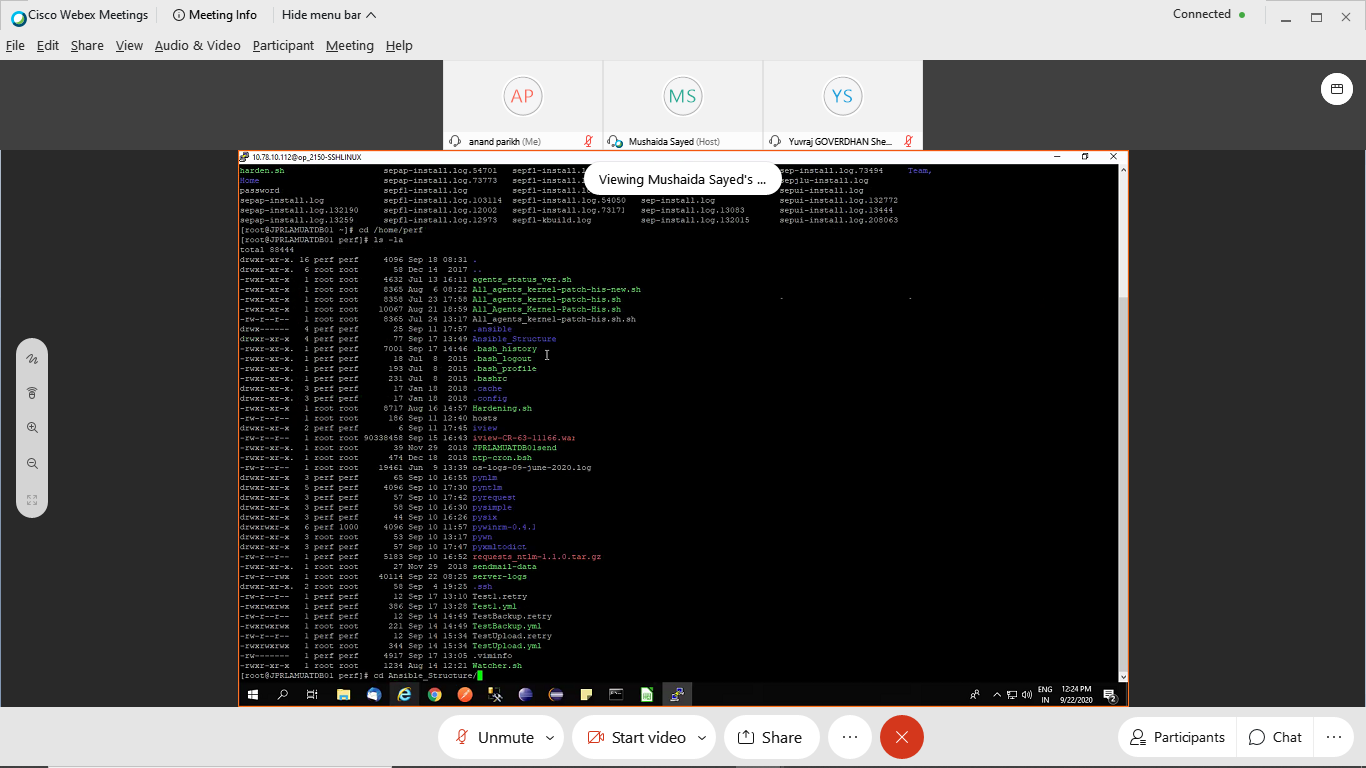 Cisco Webex Meetings Meeting Info Hide menu bar Connected
File Edit Share View Audio & Video Participant Meeting Help
AP MS YS
anand parikh (Me) Mushaida Sayed (Host) Yuvraj GOVERDHAN She...
10.78.10.112@op_2150-SSHLINUX
Viewing Mushaida Sayed's ...
harden.sh sepap-install.log.54701 sepfl-install.l sep-install.log.73494 Team,
Home sepap-install.log.73773 sepfl-install.l sepjlu-install.log
password sepfl-install.log sepfl-install.l sepui-install.log
sepap-install.log sepfl-install.log.103114 sepfl-install.log.54050 sep-install.log sepui-install.log.132772
sepap-install.log.132190 sepfl-install.log.12002 sepfl-install.log.73171 sep-install.log.13083 sepui-install.log.13444
sepap-install.log.13259 sepfl-install.log.12973 sepfl-kbuild.log sep-install.log.132015 sepui-install.log.208063
[root@JPRLAMUATDB01 ~]# cd /home/perf
[root@JPRLAMUATDB01 perf]# ls -la
total 88444
drwxr-xr-x. 16 perf perf 4096 Sep 18 08:31 .
drwxr-xr-x. 6 root root 58 Dec 14 2017 ..
-rwxr-xr-x 1 root root 4632 Jul 13 16:11 agents_status_ver.sh
-rwxr-xr-x 1 root root 8365 Aug 6 08:22 All_agents_kernel-patch-his-new.sh
-rwxr-xr-x 1 root root 8358 Jul 23 17:58 All_agents_kernel-patch-his.sh
-rwxr-xr-x 1 root root 10067 Aug 21 18:59 All_Agents_Kernel-Patch-His.sh
-rw-r--r-- 1 root root 8365 Jul 24 13:17 All_agents_kernel-patch-his.sh.sh
drwx------ 4 perf perf 25 Sep 11 17:57 .ansible
drwxr-xr-x 4 perf perf 77 Sep 17 13:49 Ansible_Structure
-rwxr-xr-x. 1 perf perf 7001 Sep 17 14:46 .bash_history
-rwxr-xr-x. 1 perf perf 18 Jul 8 2015 .bash_logout
-rwxr-xr-x. 1 perf perf 193 Jul 8 2015 .bash_profile
-rwxr-xr-x. 1 perf perf 231 Jul 8 2015 .bashrc
drwxr-xr-x. 3 perf perf 17 Jan 18 2018 .cache
drwxr-xr-x. 3 perf perf 17 Jan 18 2018 .config
-rwxr-xr-x 1 root root 8717 Aug 16 14:57 Hardening.sh
-rw-r--r-- 1 root root 186 Sep 11 12:40 hosts
drwxr-xr-x 2 perf perf 6 Sep 11 17:45 iview
-rw-r--r-- 1 root root 90338458 Sep 15 16:43 iview-CR-63-11166.war
-rwxr-xr-x. 1 root root 39 Nov 29 2018 JPRLAMUATDB01send
-rwxr-xr-x. 1 root root 474 Dec 18 2018 ntp-cron.bsh
-rw-r--r-- 1 root root 19461 Jun 9 13:39 os-logs-09-june-2020.log
drwxr-xr-x 3 perf perf 65 Sep 10 16:55 pynlm
drwxr-xr-x 5 perf perf 4096 Sep 10 17:30 pyntlm
drwxr-xr-x 3 perf perf 57 Sep 10 17:42 pyrequest
drwxr-xr-x 3 perf perf 58 Sep 10 16:30 pysimple
drwxr-xr-x 3 perf perf 44 Sep 10 16:26 pysix
drwxr-xr-x 6 perf 1000 4096 Sep 10 11:57 pywinrm-0.4.1
drwxr-xr-x 3 root root 53 Sep 10 13:17 pywn
drwxr-xr-x 3 perf perf 57 Sep 10 17:47 pyxmltodict
-rw-r--r-- 1 perf perf 5183 Sep 10 16:52 requests_ntlm-1.1.0.tar.gz
-rwxr-xr-x. 1 root root 27 Nov 29 2018 sendmail-data
-rw-r--rwx 1 root root 40114 Sep 22 08:25 server-logs
drwxr-xr-x. 2 root root 58 Sep 4 19:25 .ssh
-rw-r--r-- 1 perf perf 12 Sep 17 13:10 Test1.retry
-rwxrwxrwx 1 perf perf 386 Sep 17 13:28 Test1.yml
-rw-r--r-- 1 perf perf 12 Sep 14 14:49 TestBackup.retry
-rwxrwxrwx 1 root root 221 Sep 14 14:49 TestBackup.yml
-rw-r--r-- 1 perf perf 12 Sep 14 15:34 TestUpload.retry
-rwxrwxrwx 1 root root 344 Sep 14 15:34 TestUpload.yml
-rw------- 1 perf perf 4917 Sep 17 13:05 .viminfo
-rwxr-xr-x 1 root root 1234 Aug 14 12:21 Watcher.sh
[root@JPRLAMUATDB01 perf]# cd Ansible_Structure/
ENG 12:24 PM
IN 9/22/2020 2
Unmute Start video Share Participants Chat